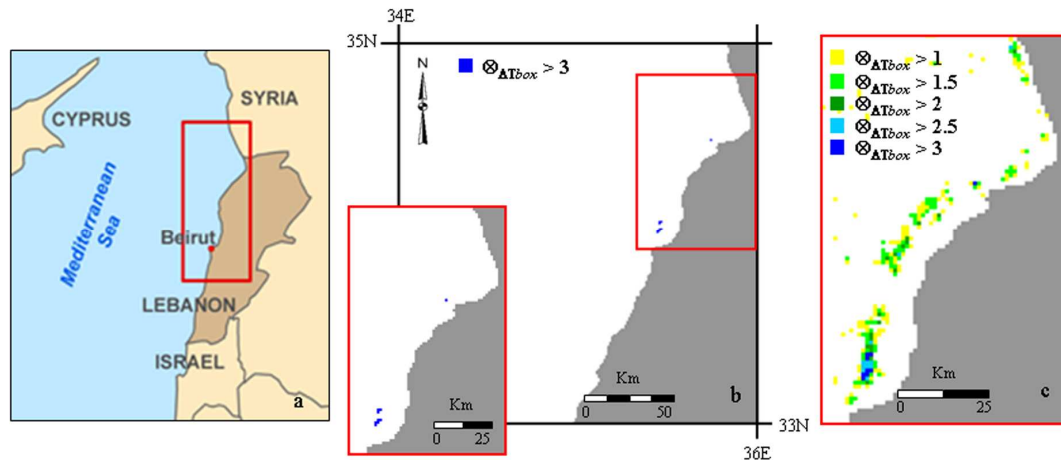 CYPRUS
SYRIA
Mediterranean
Sea
Beirut
LEBANON
ISRAEL
a
34E
35N
N
⊗ΔTbox > 3
Km
0 25
Km
0 25 50
b
33N
36E
⊗ΔTbox > 1
⊗ΔTbox > 1.5
⊗ΔTbox > 2
⊗ΔTbox > 2.5
⊗ΔTbox > 3
Km
0 25
c